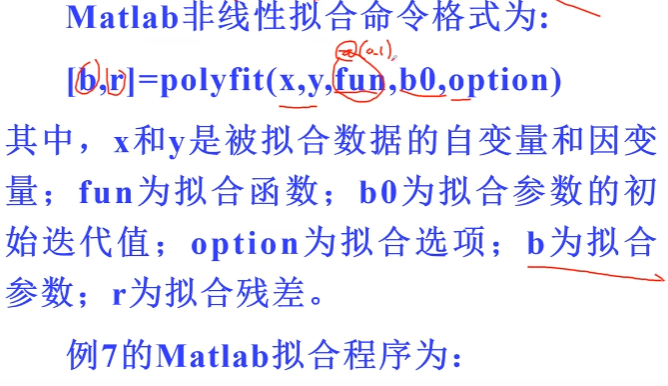 Matlab非线性拟合命令格式为:
[b,r]=polyfit(x,y,fun,b0,option)
其中，x和y是被拟合数据的自变量和因变
量；fun为拟合函数；b0为拟合参数的初
始迭代值；option为拟合选项；b为拟合
参数；r为拟合残差。
例7的Matlab拟合程序为：